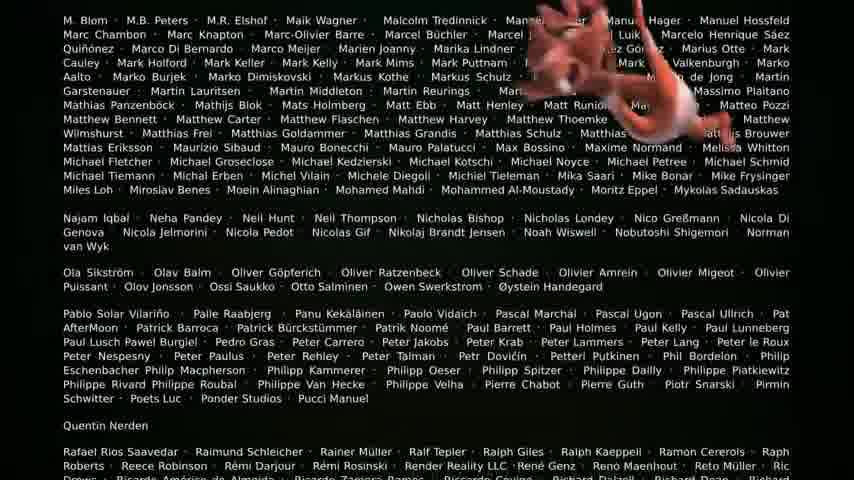 M. Blom · M.B. Peters · M.R. Elshof · Maik Wagner · Malcolm Tredinnick · Hager · Manuel Hossfeld
Marc Chambon · Marc Knapton · Marc-Olivier Barre · Marcel Büchler · Marcel · Marcelo Henrique Sáez
Quiñónez · Marco Di Bernardo · Marco Meijer · Marien Joanny · Marika Lindner · Marius Otte · Mark
Cauley · Mark Holford · Mark Keller · Mark Kelly · Mark Mims · Mark Puttnam · Valkenburgh · Marko
Aalto · Marko Burjek · Marko Dimiskovski · Markus Kothe · Markus Schulz · de Jong · Martin
Garstenauer · Martin Lauritsen · Martin Middleton · Martin Reurings · Massimo Plaitano
Mathias Panzenböck · Mathijs Blok · Mats Holmberg · Matt Ebb · Matt Henley · Matt · Matteo Pozzi
Matthew Bennett · Matthew Carter · Matthew Flaschen · Matthew Harvey · Matthew Thoemke · Matthew
Wilmshurst · Matthias Frei · Matthias Goldammer · Matthias Grandis · Matthias Schulz · Matthias · Brouwer
Mattias Eriksson · Maurizio Sibaud · Mauro Bonecchi · Mauro Palatucci · Max Bossino · Maxime Normand · Melissa Whitton
Michael Fletcher · Michael Groseclose · Michael Kedzierski · Michael Kotschi · Michael Noyce · Michael Petree · Michael Schmid
Michael Tiemann · Michal Erben · Michel Vilain · Michele Diegoli · Michiel Tieleman · Mika Saari · Mike Bonar · Mike Frysinger
Miles Loh · Miroslav Benes · Moein Alinaghian · Mohamed Mahdi · Mohammed Al-Moustady · Moritz Eppel · Mykolas Sadauskas
Najam Iqbal · Neha Pandey · Neil Hunt · Neil Thompson · Nicholas Bishop · Nicholas Londey · Nico Greßmann · Nicola Di
Genova · Nicola Jelmorini · Nicola Pedot · Nicolas Gif · Nikolaj Brandt Jensen · Noah Wiswell · Nobutoshi Shigemori · Norman
van Wyk
Ola Sikström · Olav Balm · Oliver Göpferich · Oliver Ratzenbeck · Oliver Schade · Olivier Amrein · Olivier Migeot · Olivier
Puissant · Olov Jonsson · Ossi Saukko · Otto Salminen · Owen Swerkstrom · Øystein Handegard
Pablo Solar Vilariño · Palle Raabjerg · Panu Kekäläinen · Paolo Vidaich · Pascal Marchal · Pascal Ugon · Pascal Ullrich · Pat
AfterMoon · Patrick Barroca · Patrick Bürckstümmer · Patrik Noomé · Paul Barrett · Paul Holmes · Paul Kelly · Paul Lunneberg
Paul Lusch Pawel Burgiel · Pedro Gras · Peter Carrero · Peter Jakobs · Peter Krab · Peter Lammers · Peter Lang · Peter le Roux
Peter Nespesny · Peter Paulus · Peter Rehley · Peter Talman · Petr Dovičín · Petteri Putkinen · Phil Bordelon · Philip
Eschenbacher Philip Macpherson · Philipp Kammerer · Philipp Oeser · Philipp Spitzer · Philippe Dailly · Philippe Piatkiewitz
Philippe Rivard Philippe Roubal · Philippe Van Hecke · Philippe Velha · Pierre Chabot · Pierre Guth · Piotr Snarski · Pirmin
Schwitter · Poets Luc · Ponder Studios · Pucci Manuel
Quentin Nerden
Rafael Rios Saavedar · Raimund Schleicher · Rainer Müller · Ralf Tepler · Ralph Giles · Ralph Kaeppeli · Ramon Cererols · Raph
Roberts · Reece Robinson · Rémi Darjour · Rémi Rosinski · Render Reality LLC · René Genz · Reno Maenhout · Reto Müller · Ric